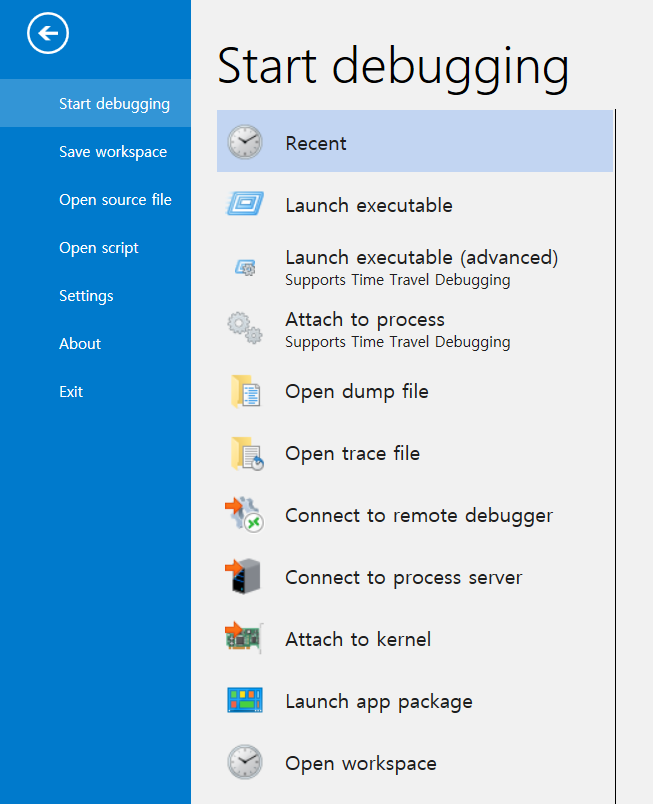 Start debugging
Save workspace
Open source file
Open script
Settings
About
Exit
Start debugging
Recent
Launch executable
Launch executable (advanced)
Supports Time Travel Debugging
Attach to process
Supports Time Travel Debugging
Open dump file
Open trace file
Connect to remote debugger
Connect to process server
Attach to kernel
Launch app package
Open workspace